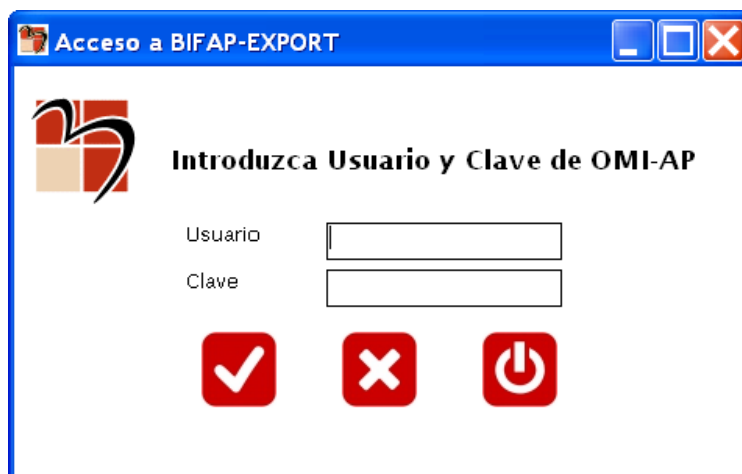 Acceso a BIFAP-EXPORT
Introduzca Usuario y Clave de OMI-AP
Usuario
Clave